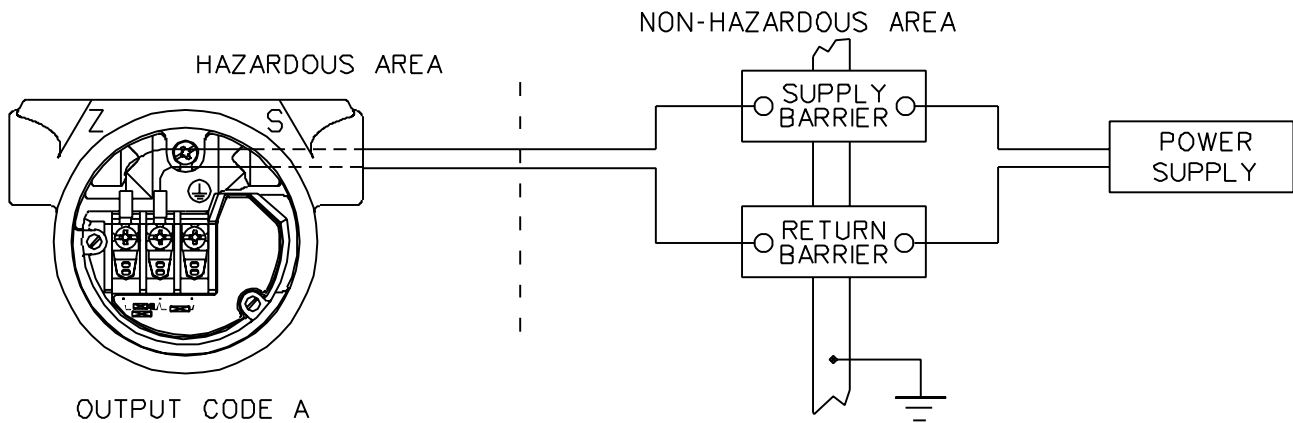 NON-HAZARDOUS AREA
HAZARDOUS AREA
Z S
SUPPLY
BARRIER
POWER
SUPPLY
RETURN
BARRIER
OUTPUT CODE A